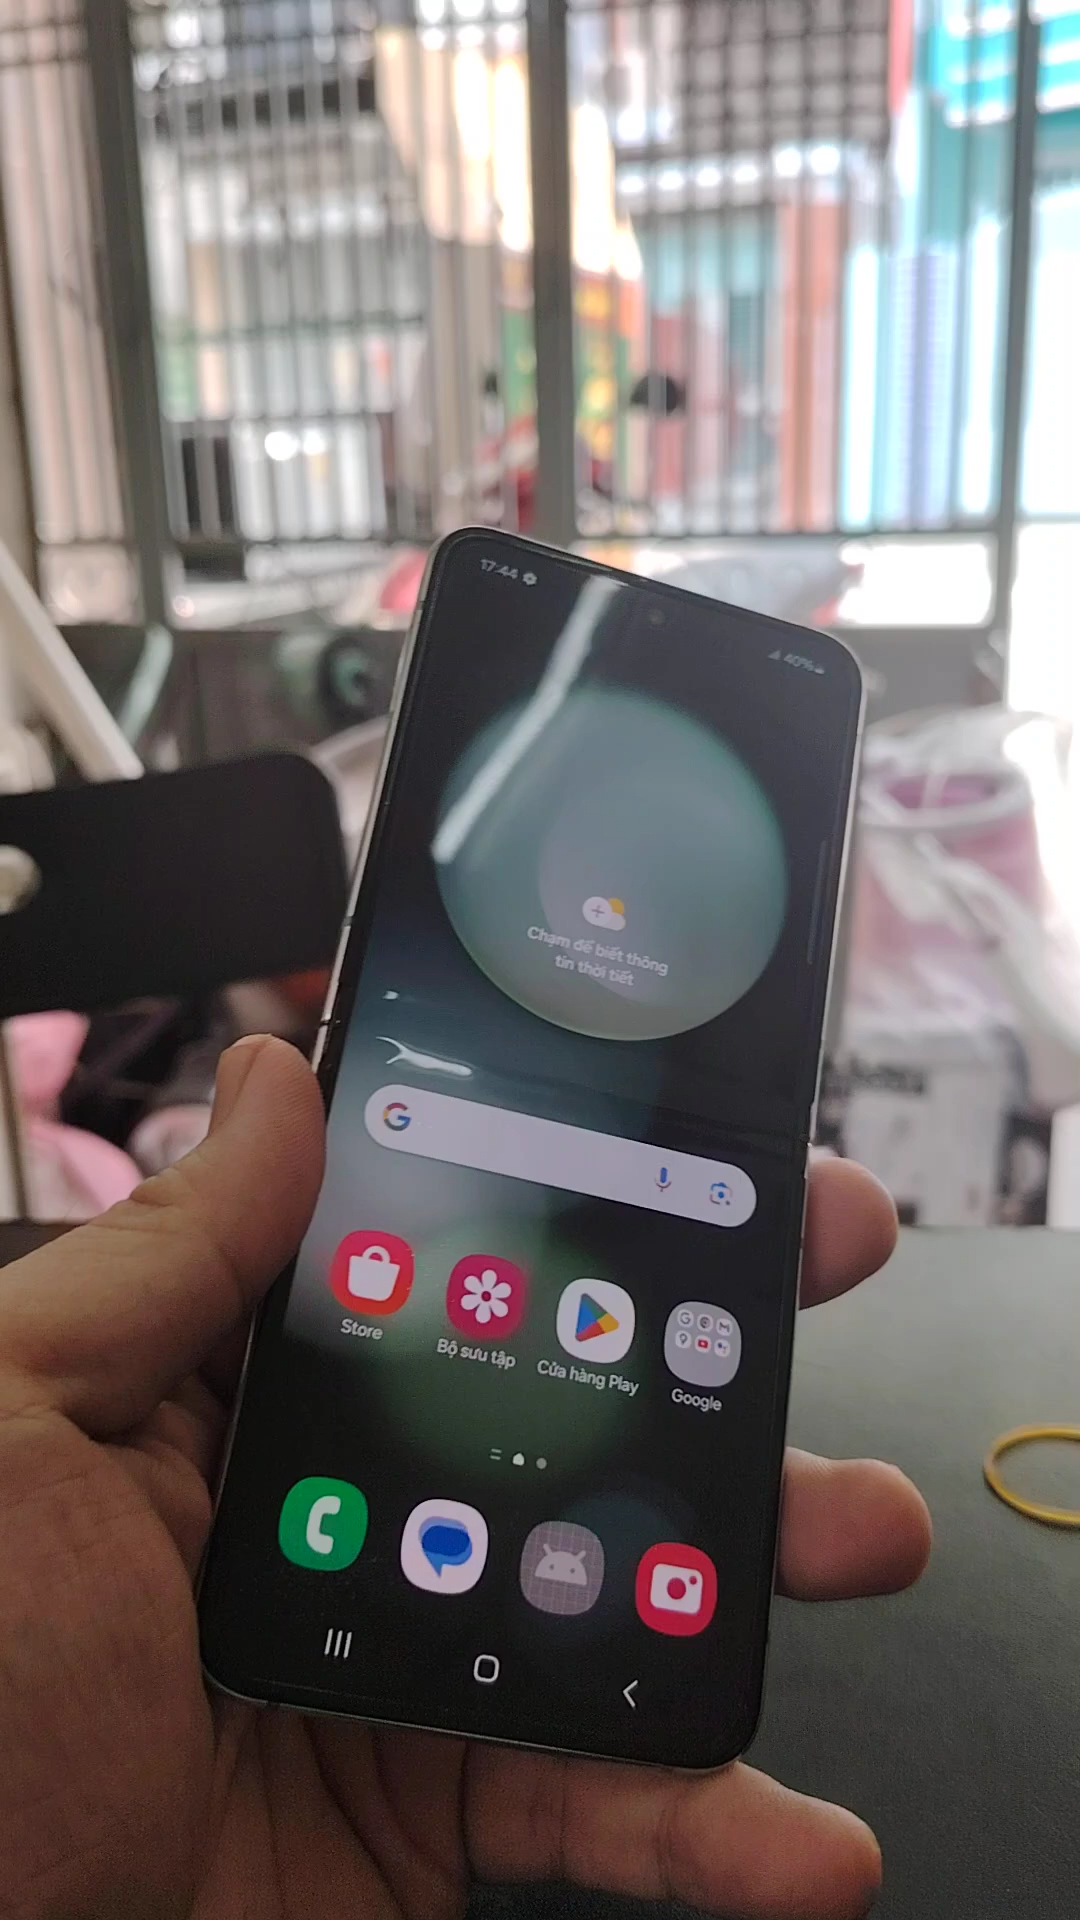 17:44
40%
Chạm để biết thông
tin thời tiết
Store
Bộ sưu tập
Cửa hàng Play
Google